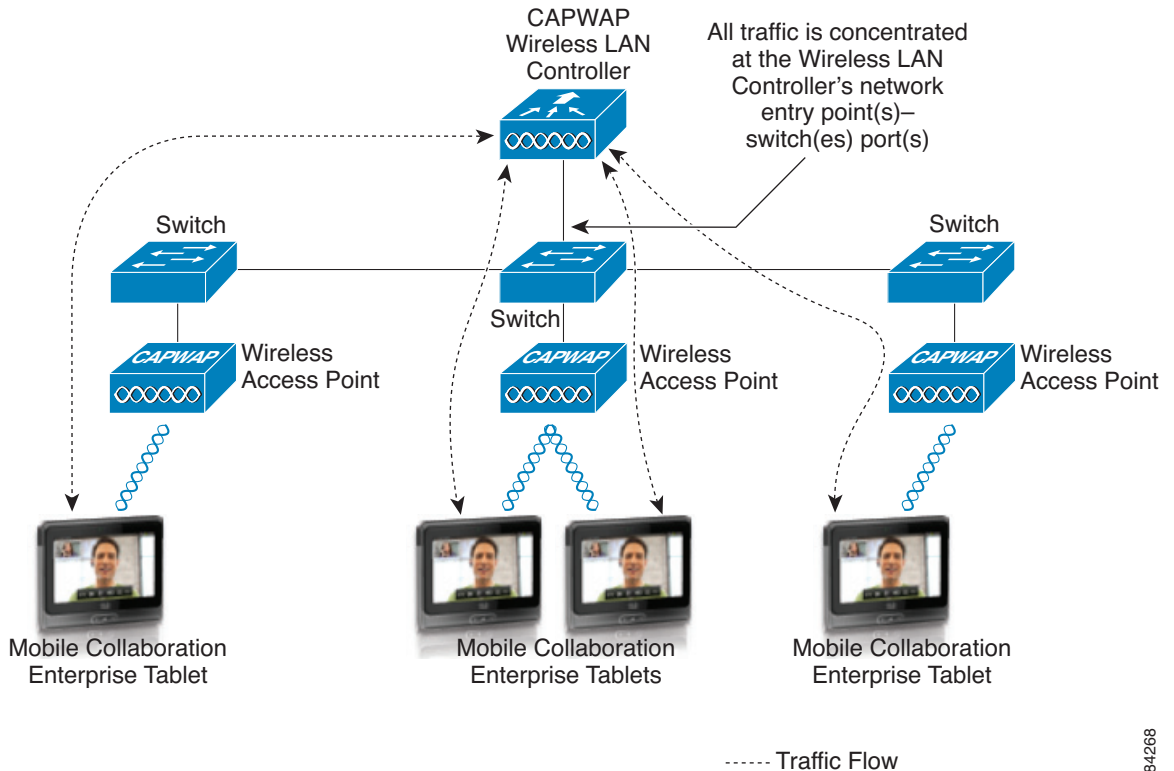 CAPWAP
Wireless LAN
Controller
All traffic is concentrated
at the Wireless LAN
Controller's network
entry point(s)–
switch(es) port(s)
Switch
Switch
Switch
CAPWAP
Wireless
Access Point
CAPWAP
Wireless
Access Point
CAPWAP
Wireless
Access Point
Mobile Collaboration
Enterprise Tablet
Mobile Collaboration
Enterprise Tablets
Mobile Collaboration
Enterprise Tablet
Traffic Flow
84268